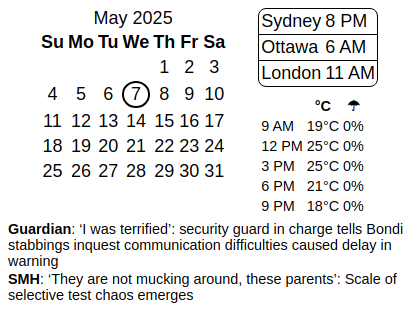 May 2025
Su Mo Tu We Th Fr Sa
1 2 3
4 5 6 7 8 9 10
11 12 13 14 15 16 17
18 19 20 21 22 23 24
25 26 27 28 29 30 31
Sydney 8 PM
Ottawa 6 AM
London 11 AM
°C ☂
9 AM 19°C 0%
12 PM 25°C 0%
3 PM 25°C 0%
6 PM 21°C 0%
9 PM 18°C 0%
Guardian: ‘I was terrified’: security guard in charge tells Bondi
stabbings inquest communication difficulties caused delay in
warning
SMH: ‘They are not mucking around, these parents’: Scale of
selective test chaos emerges